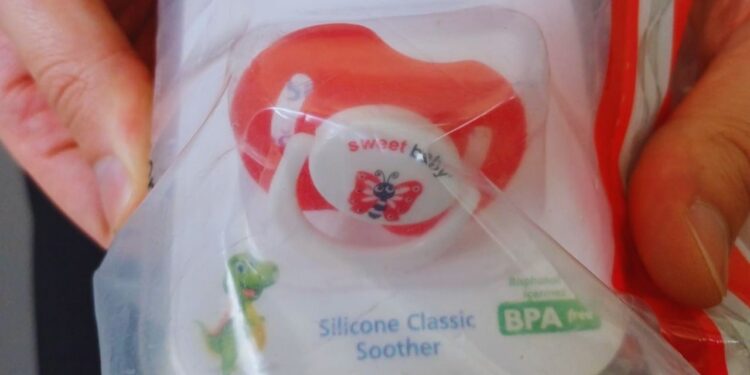 sweet baby
BPA free
Silicone Classic
Soother